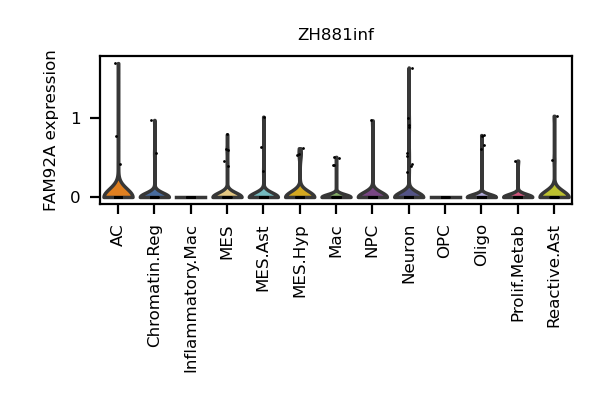 ZH881inf
FAM92A expression
1
0
AC
Chromatin.Reg
Inflammatory.Mac
MES
MES.Ast
MES.Hyp
Mac
NPC
Neuron
OPC
Oligo
Prolif.Metab
Reactive.Ast